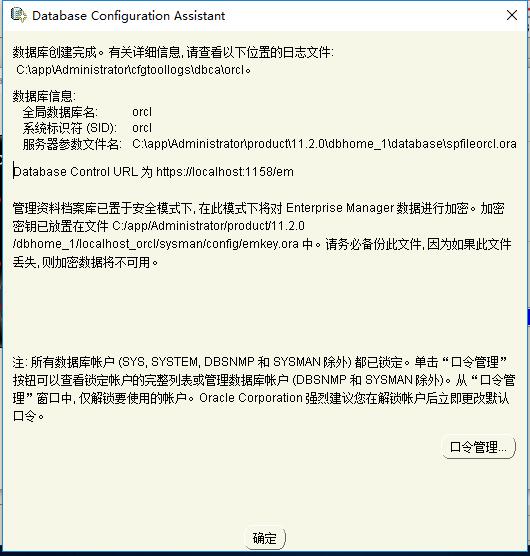 Database Configuration Assistant
数据库创建完成。有关详细信息, 请查看以下位置的日志文件:
C:\app\Administrator\cfgtoollogs\dbca\orcl。
数据库信息:
全局数据库名: orcl
系统标识符 (SID): orcl
服务器参数文件名: C:\app\Administrator\product\11.2.0\dbhome_1\database\spfileorcl.ora
Database Control URL 为 https://localhost:1158/em
管理资料档案库已置于安全模式下, 在此模式下将对 Enterprise Manager 数据进行加密。加密
密钥已放置在文件 C:/app/Administrator/product/11.2.0
/dbhome_1/localhost_orcl/sysman/config/emkey.ora 中。请务必备份此文件, 因为如果此文件
丢失, 则加密数据将不可用。
注: 所有数据库帐户 (SYS, SYSTEM, DBSNMP 和 SYSMAN 除外) 都已锁定。单击“口令管理”
按钮可以查看锁定帐户的完整列表或管理数据库帐户 (DBSNMP 和 SYSMAN 除外)。从“口令管
理”窗口中, 仅解锁要使用的帐户。Oracle Corporation 强烈建议您在解锁帐户后立即更改默认
口令。
口令管理...
确定